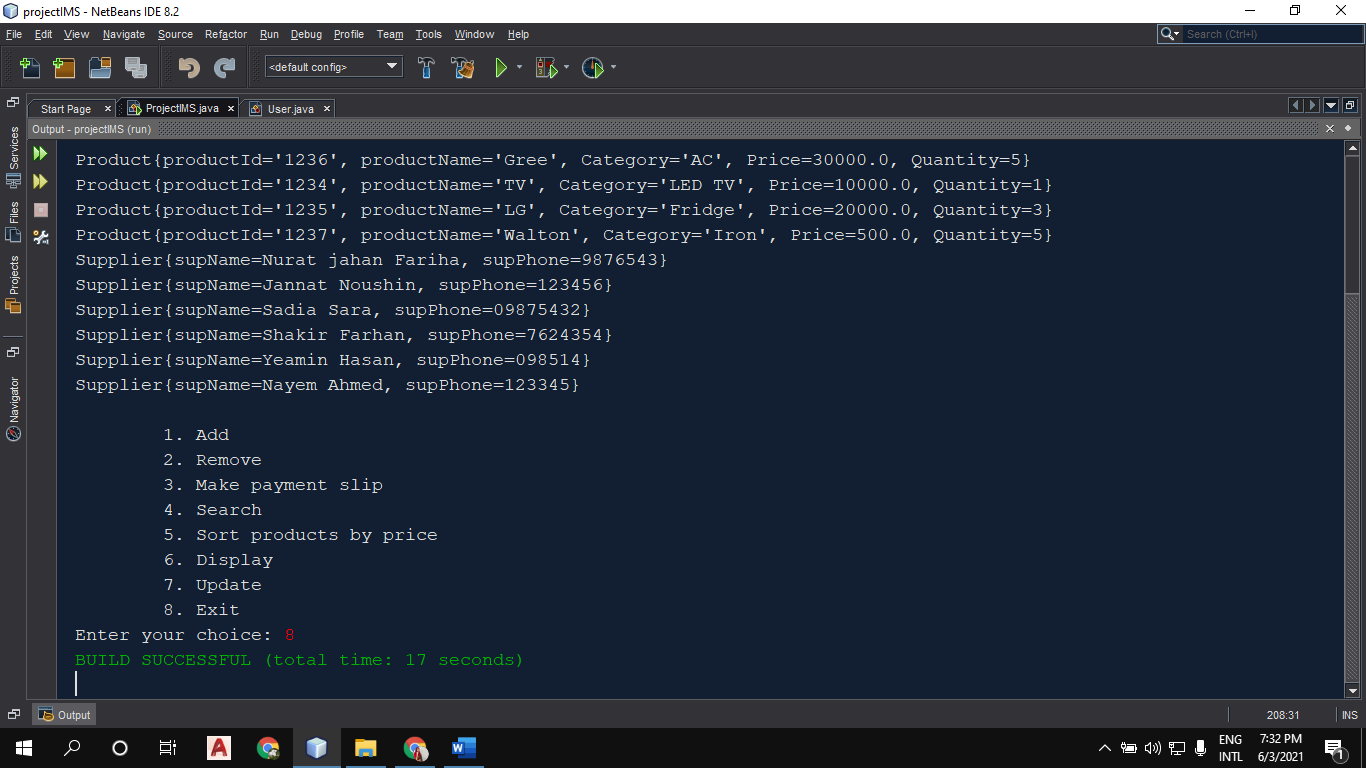 projectIMS - NetBeans IDE 8.2
File Edit View Navigate Source Refactor Run Debug Profile Team Tools Window Help
Search (Ctrl+I)
<default config>
Start Page ProjectIMS.java User.java
Output - projectIMS (run)
Services
Files
Projects
Navigator
Product{productId='1236', productName='Gree', Category='AC', Price=30000.0, Quantity=5}
Product{productId='1234', productName='TV', Category='LED TV', Price=10000.0, Quantity=1}
Product{productId='1235', productName='LG', Category='Fridge', Price=20000.0, Quantity=3}
Product{productId='1237', productName='Walton', Category='Iron', Price=500.0, Quantity=5}
Supplier{supName=Nurat jahan Fariha, supPhone=9876543}
Supplier{supName=Jannat Noushin, supPhone=123456}
Supplier{supName=Sadia Sara, supPhone=09875432}
Supplier{supName=Shakir Farhan, supPhone=7624354}
Supplier{supName=Yeamin Hasan, supPhone=098514}
Supplier{supName=Nayem Ahmed, supPhone=123345}
1. Add
2. Remove
3. Make payment slip
4. Search
5. Sort products by price
6. Display
7. Update
8. Exit
Enter your choice: 8
BUILD SUCCESSFUL (total time: 17 seconds)
Output
208:31 INS
ENG
INTL
7:32 PM
6/3/2021
1